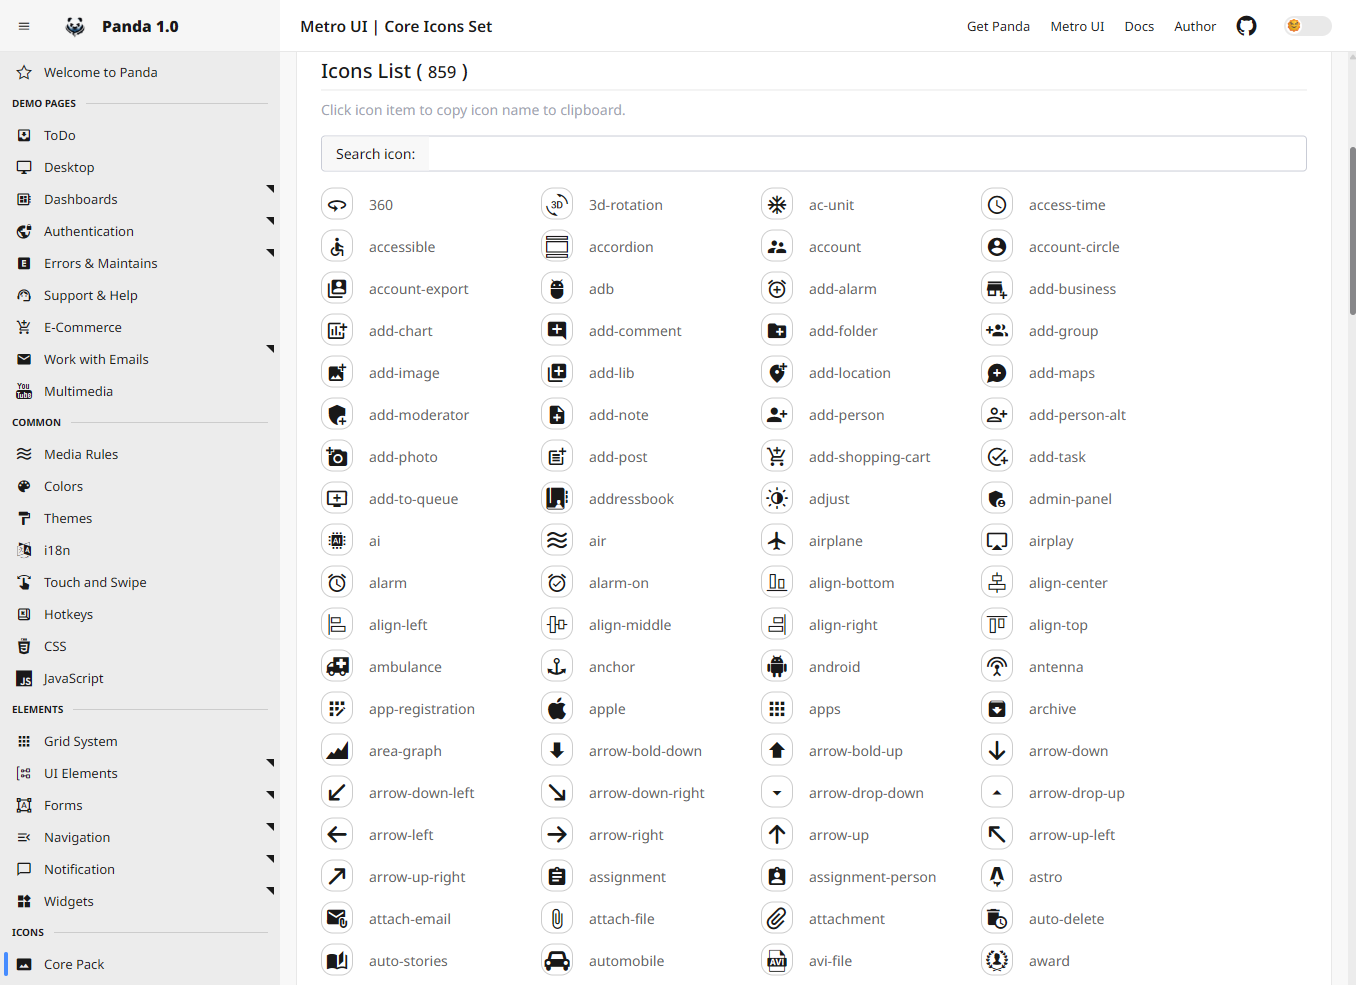 Panda 1.0
Metro UI | Core Icons Set
Get Panda
Metro UI
Docs
Author
Welcome to Panda
DEMO PAGES
ToDo
Desktop
Dashboards
Authentication
Errors & Maintains
Support & Help
E-Commerce
Work with Emails
Multimedia
COMMON
Media Rules
Colors
Themes
i18n
Touch and Swipe
Hotkeys
CSS
JavaScript
ELEMENTS
Grid System
UI Elements
Forms
Navigation
Notification
Widgets
ICONS
Core Pack
Icons List ( 859 )
Click icon item to copy icon name to clipboard.
Search icon:
360
3d-rotation
ac-unit
access-time
accessible
accordion
account
account-circle
account-export
adb
add-alarm
add-business
add-chart
add-comment
add-folder
add-group
add-image
add-lib
add-location
add-maps
add-moderator
add-note
add-person
add-person-alt
add-photo
add-post
add-shopping-cart
add-task
add-to-queue
addressbook
adjust
admin-panel
ai
air
airplane
airplay
alarm
alarm-on
align-bottom
align-center
align-left
align-middle
align-right
align-top
ambulance
anchor
android
antenna
app-registration
apple
apps
archive
area-graph
arrow-bold-down
arrow-bold-up
arrow-down
arrow-down-left
arrow-down-right
arrow-drop-down
arrow-drop-up
arrow-left
arrow-right
arrow-up
arrow-up-left
arrow-up-right
assignment
assignment-person
astro
attach-email
attach-file
attachment
auto-delete
auto-stories
automobile
avi-file
award